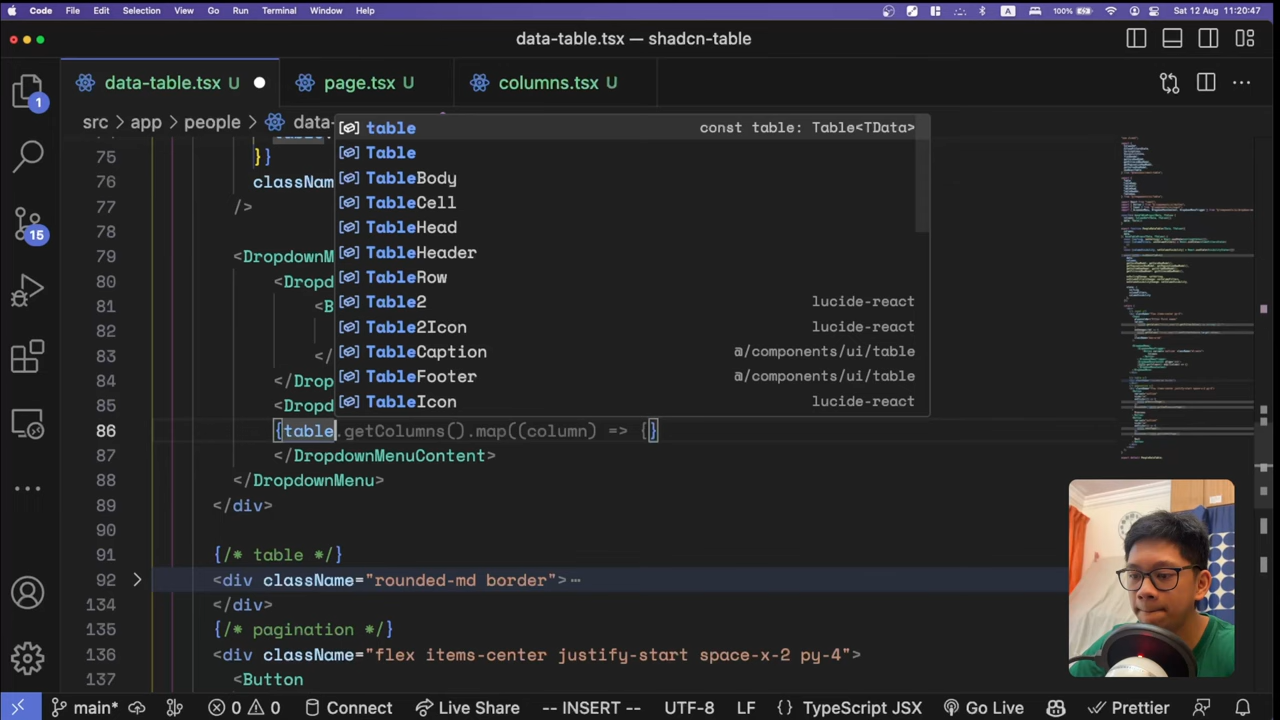 Code File Edit Selection View Go Run Terminal Window Help A 100% Sat 12 Aug 11:20:47
data-table.tsx — shadcn-table
data-table.tsx U page.tsx U columns.tsx U
src > app > people > data-
75 }}
76 classNam
77 />
78
79 <DropdownM
80 <Dropd
81 <B
82
83 </
84 </Drop
85 <Dropd
86 {table.getColumns().map((column) => {}
87 </DropdownMenuContent>
88 </DropdownMenu>
89 </div>
90
91 {/* table */}
92 <div className="rounded-md border">
134 </div>
135 {/* pagination */}
136 <div className="flex items-center justify-start space-x-2 py-4">
137 <Button
table const table: Table<TData>
Table
TableBody
TableCell
TableHead
TableHeader
TableRow
Table2 lucide-react
Table2Icon lucide-react
TableCaption @/components/ui/table
TableFooter @/components/ui/table
TableIcon lucide-react
1
15
main* 0 0 Connect Live Share -- INSERT -- UTF-8 LF {} TypeScript JSX Go Live Prettier